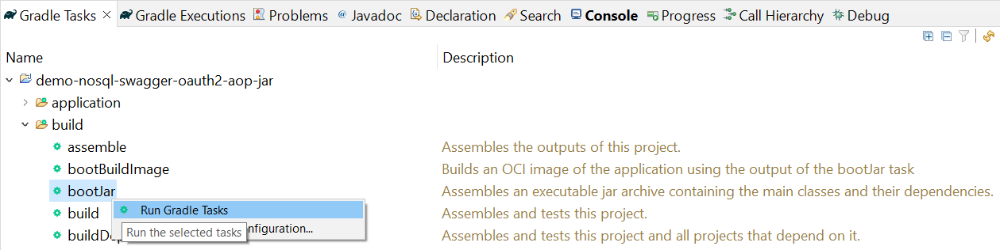 Gradle Tasks Gradle Executions Problems @ Javadoc Declaration Search Console Progress Call Hierarchy Debug
Name Description
demo-nosql-swagger-oauth2-aop-jar
application
build
assemble Assembles the outputs of this project.
bootBuildImage Builds an OCI image of the application using the output of the bootJar task
bootJar Assembles an executable jar archive containing the main classes and their dependencies.
Run Gradle Tasks
build Assembles and tests this project.
Run the selected tasks onfiguration...
buildDep Assembles and tests this project and all projects that depend on it.